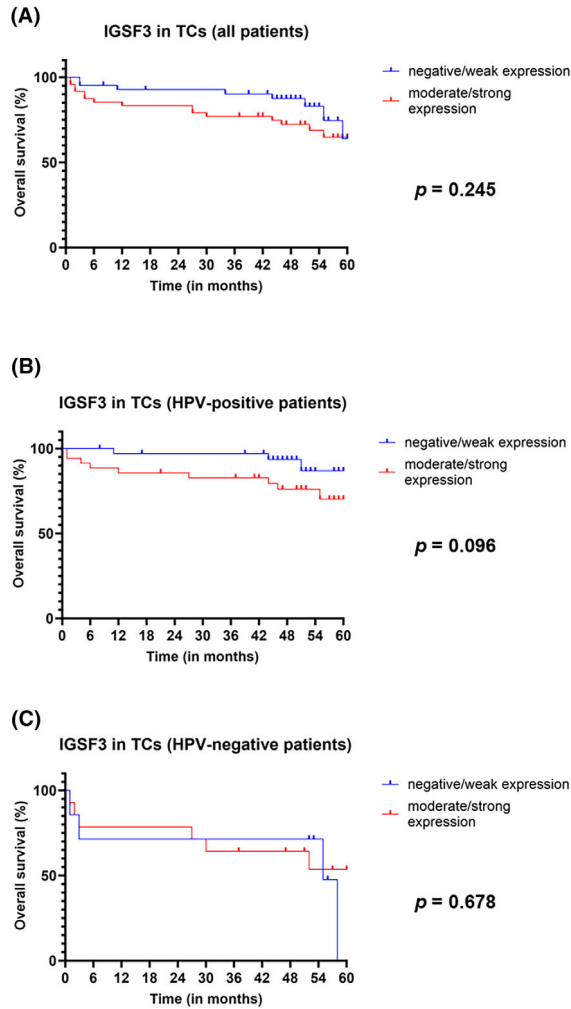 (A)
IGSF3 in TCs (all patients)
100
50
0
Overall survival (%)
0 6 12 18 24 30 36 42 48 54 60
Time (in months)
negative/weak expression
moderate/strong
expression
p = 0.245
(B)
IGSF3 in TCs (HPV-positive patients)
100
50
0
Overall survival (%)
0 6 12 18 24 30 36 42 48 54 60
Time (in months)
negative/weak expression
moderate/strong
expression
p = 0.096
(C)
IGSF3 in TCs (HPV-negative patients)
100
50
0
Overall survival (%)
0 6 12 18 24 30 36 42 48 54 60
Time (in months)
negative/weak expression
moderate/strong
expression
p = 0.678